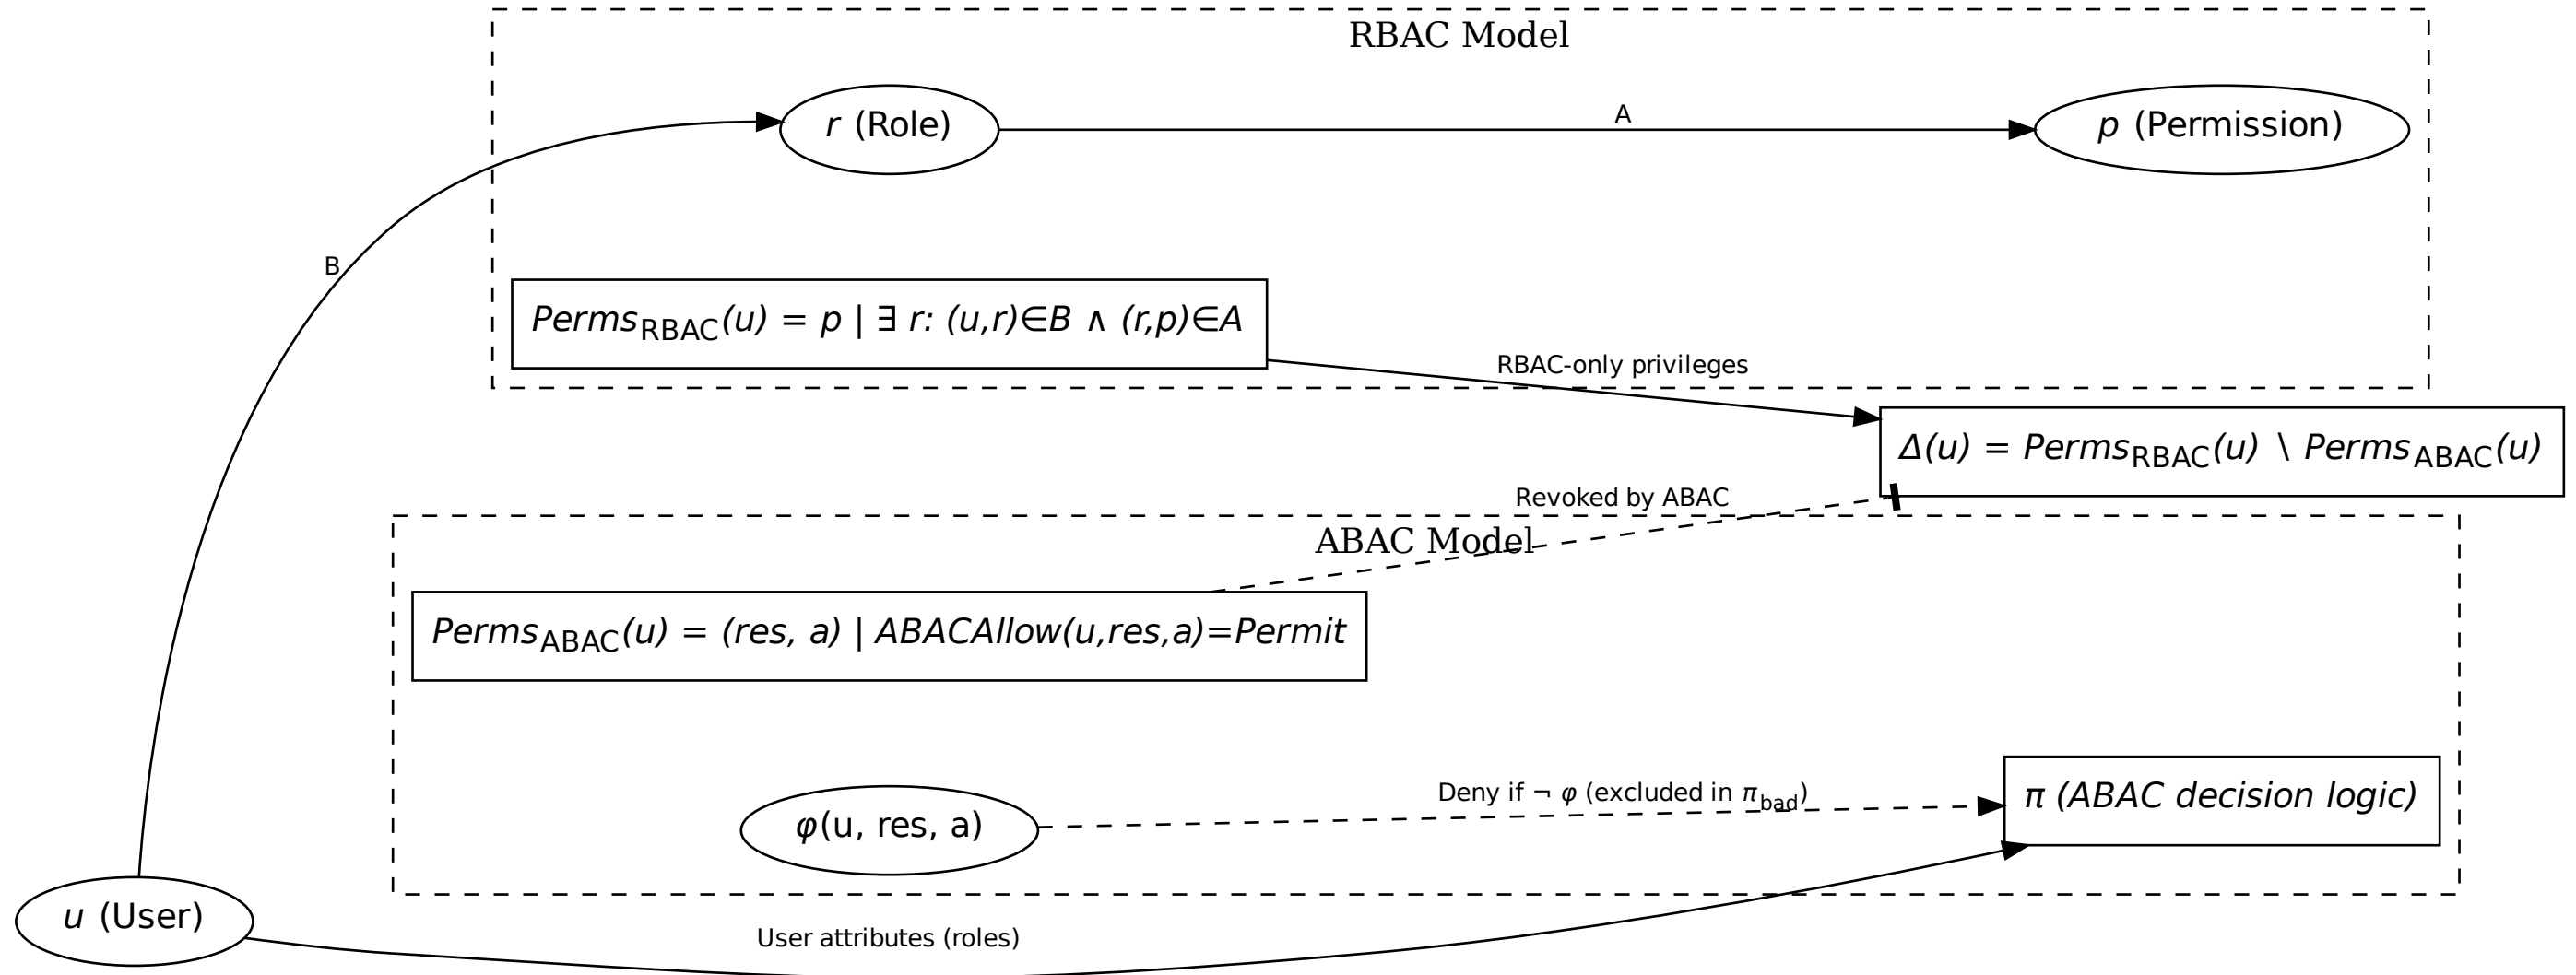 RBAC Model
r (Role)
A
p (Permission)
B
Perms_RBAC(u) = p | ∃ r: (u,r)∈B ∧ (r,p)∈A
RBAC-only privileges
Δ(u) = Perms_RBAC(u) \ Perms_ABAC(u)
Revoked by ABAC
ABAC Model
Perms_ABAC(u) = (res, a) | ABACAllow(u,res,a)=Permit
Deny if ¬ φ (excluded in π_bad)
π (ABAC decision logic)
φ(u, res, a)
u (User)
User attributes (roles)